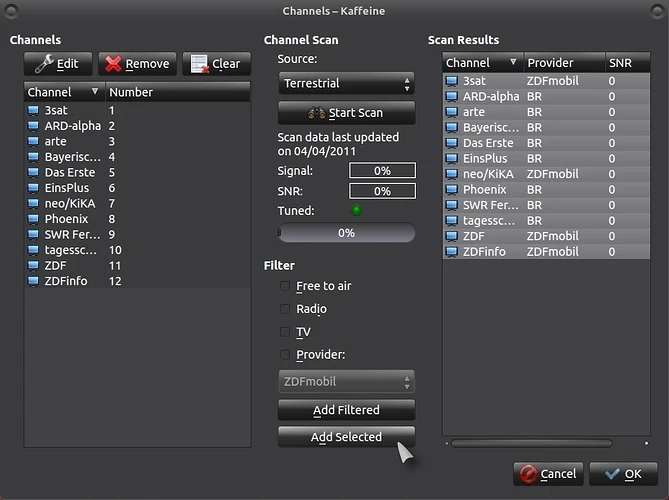 Channels – Kaffeine
Channels
Edit
Remove
Clear
Channel Number
3sat 1
ARD-alpha 2
arte 3
Bayerisc... 4
Das Erste 5
EinsPlus 6
neo/KiKA 7
Phoenix 8
SWR Fer... 9
tagessc... 10
ZDF 11
ZDFinfo 12
Channel Scan
Source:
Terrestrial
Start Scan
Scan data last updated
on 04/04/2011
Signal: 0%
SNR: 0%
Tuned:
0%
Filter
Free to air
Radio
TV
Provider:
ZDFmobil
Add Filtered
Add Selected
Scan Results
Channel Provider SNR
3sat ZDFmobil 0
ARD-alpha BR 0
arte BR 0
Bayerisc... BR 0
Das Erste BR 0
EinsPlus BR 0
neo/KiKA ZDFmobil 0
Phoenix BR 0
SWR Fer... BR 0
tagessc... BR 0
ZDF ZDFmobil 0
ZDFinfo ZDFmobil 0
Cancel
OK